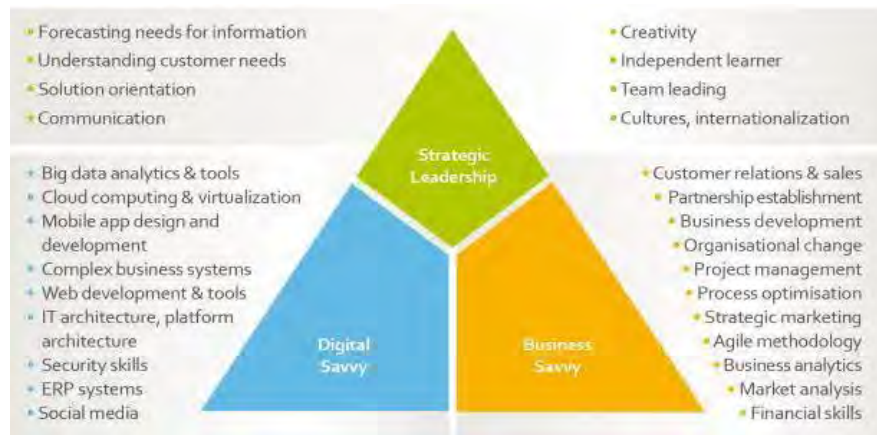 Forecasting needs for information
Understanding customer needs
Solution orientation
Communication
Creativity
Independent learner
Team leading
Cultures, internationalization
Strategic
Leadership
Big data analytics & tools
Cloud computing & virtualization
Mobile app design and
development
Complex business systems
Web development & tools
IT architecture, platform
architecture
Security skills
ERP systems
Social media
Digital
Savvy
Business
Savvy
Customer relations & sales
Partnership establishment
Business development
Organisational change
Project management
Process optimisation
Strategic marketing
Agile methodology
Business analytics
Market analysis
Financial skills